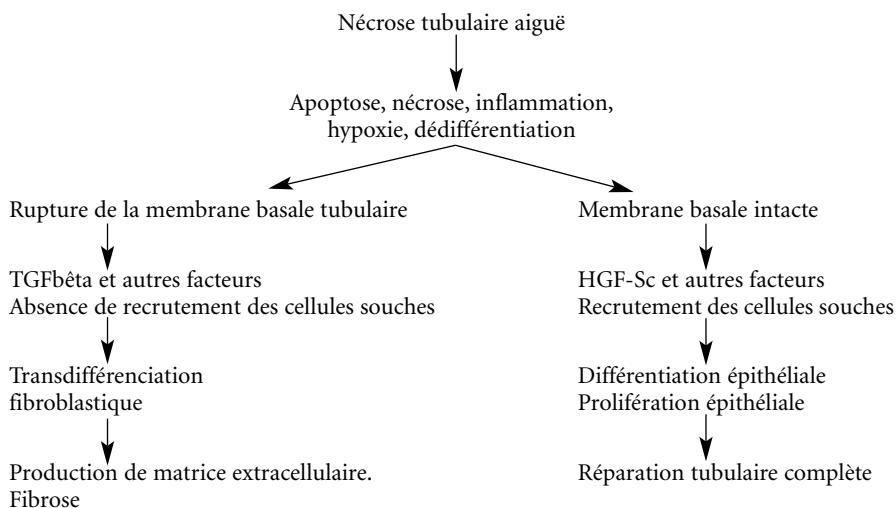 Nécrose tubulaire aiguë
Apoptose, nécrose, inflammation,
hypoxie, dédifférentiation
Rupture de la membrane basale tubulaire
Membrane basale intacte
TGFbêta et autres facteurs
Absence de recrutement des cellules souches
HGF-Sc et autres facteurs
Recrutement des cellules souches
Transdifférenciation
fibroblastique
Différentiation épithéliale
Prolifération épithéliale
Production de matrice extracellulaire.
Fibrose
Réparation tubulaire complète